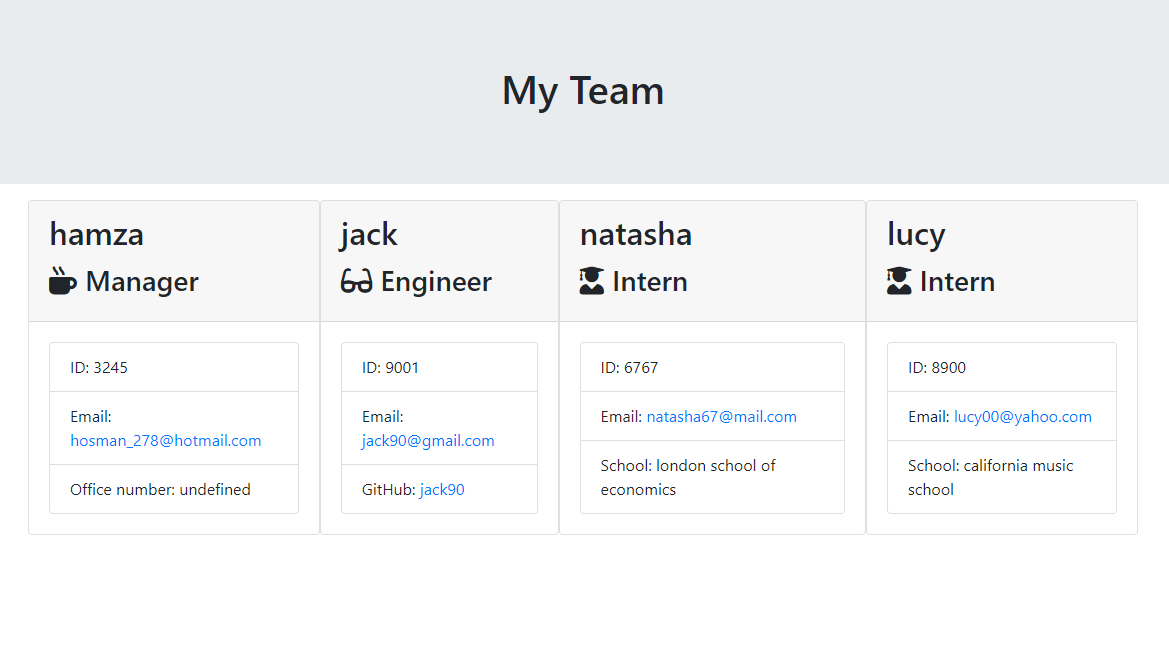 My Team
hamza
Manager
ID: 3245
Email:
hosman_278@hotmail.com
Office number: undefined
jack
Engineer
ID: 9001
Email:
jack90@gmail.com
GitHub: jack90
natasha
Intern
ID: 6767
Email: natasha67@mail.com
School: london school of
economics
lucy
Intern
ID: 8900
Email: lucy00@yahoo.com
School: california music
school